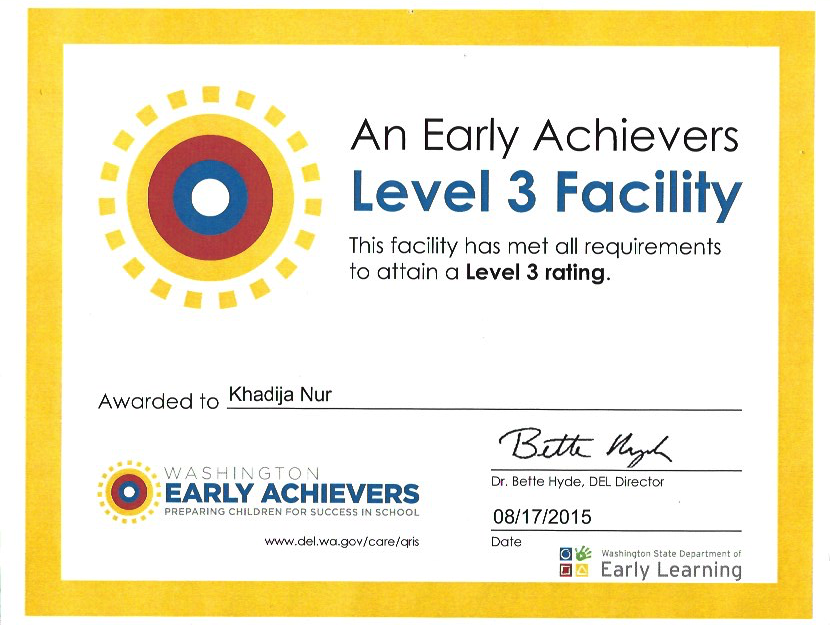 An Early Achievers
Level 3 Facility
This facility has met all requirements
to attain a Level 3 rating.
Awarded to Khadija Nur
Bette Hyde
Dr. Bette Hyde, DEL Director
WASHINGTON
EARLY ACHIEVERS
PREPARING CHILDREN FOR SUCCESS IN SCHOOL
08/17/2015
www.del.wa.gov/care/qris
Date
Washington State Department of
Early Learning